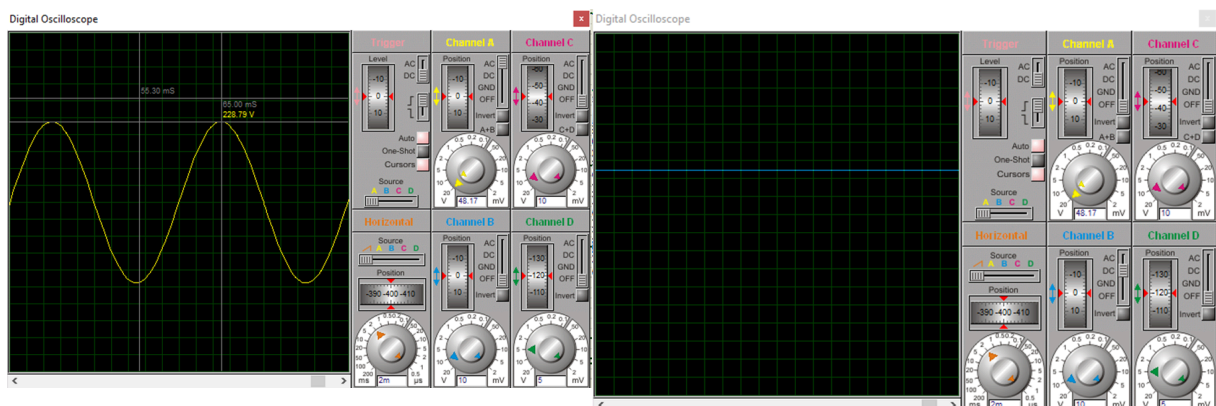 Digital Oscilloscope
x
55.30 mS
65.00 mS
228.79 V
Trigger
Level
-10
0
10
AC
DC
Auto
One-Shot
Cursors
Source
A B C D
Channel A
Position
-10
0
10
AC
DC
GND
OFF
Invert
A+B
V 48.17 mV
Channel C
Position
-60
-50
-40
-30
AC
DC
GND
OFF
Invert
C+D
V 10 mV
Horizontal
Source
A B C D
Position
-390 -400 -410
ms 2m µs
Channel B
Position
-10
0
10
AC
DC
GND
OFF
Invert
V 10 mV
Channel D
Position
-130
-120
-110
AC
DC
GND
OFF
Invert
V 5 mV
Digital Oscilloscope
x
Trigger
Level
-10
0
10
AC
DC
Auto
One-Shot
Cursors
Source
A B C D
Channel A
Position
-10
0
10
AC
DC
GND
OFF
Invert
A+B
V 48.17 mV
Channel C
Position
-60
-50
-40
-30
AC
DC
GND
OFF
Invert
C+D
V 10 mV
Horizontal
Source
A B C D
Position
-390 -400 -410
ms 2m µs
Channel B
Position
-10
0
10
AC
DC
GND
OFF
Invert
V 10 mV
Channel D
Position
-130
-120
-110
AC
DC
GND
OFF
Invert
V 5 mV